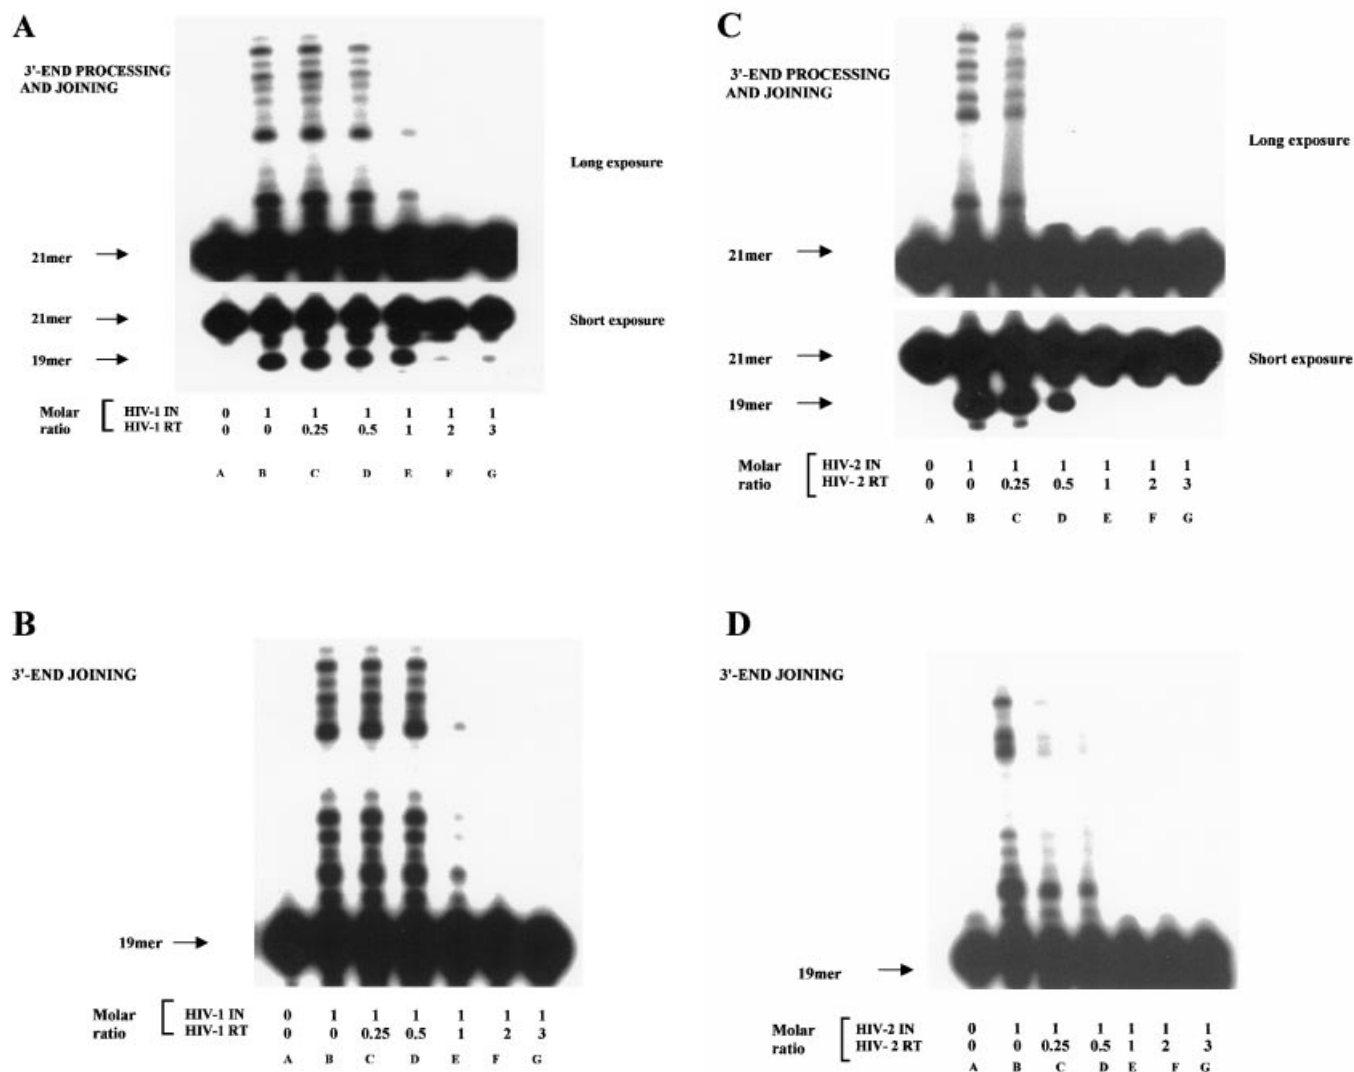 A
3'-END PROCESSING
AND JOINING
Long exposure
21mer
21mer
Short exposure
19mer
Molar HIV-1 IN 0 1 1 1 1 1 1
ratio HIV-1 RT 0 0 0.25 0.5 1 2 3
A B C D E F G
C
3'-END PROCESSING
AND JOINING
Long exposure
21mer
21mer
Short exposure
19mer
Molar HIV-2 IN 0 1 1 1 1 1 1
ratio HIV- 2 RT 0 0 0.25 0.5 1 2 3
A B C D E F G
B
3'-END JOINING
19mer
Molar HIV-1 IN 0 1 1 1 1 1 1
ratio HIV-1 RT 0 0 0.25 0.5 1 2 3
A B C D E F G
D
3'-END JOINING
19mer
Molar HIV-2 IN 0 1 1 1 1 1 1
ratio HIV- 2 RT 0 0 0.25 0.5 1 2 3
A B C D E F G